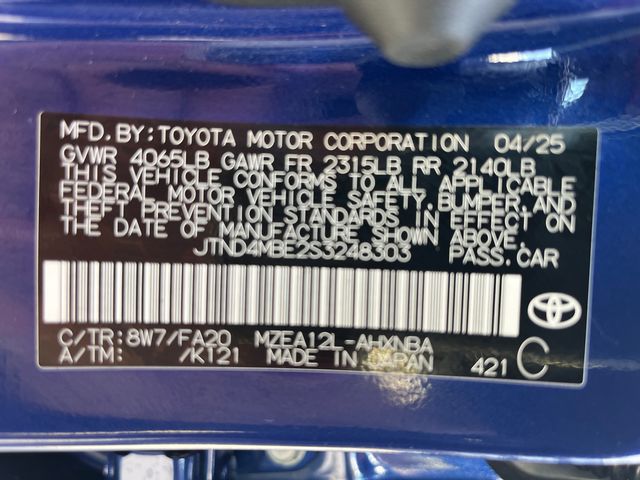 MFD. BY: TOYOTA MOTOR CORPORATION 04/25
GVWR 4065LB GAWR FR 2315LB RR 2140LB
THIS VEHICLE CONFORMS TO ALL APPLICABLE
FEDERAL MOTOR VEHICLE SAFETY, BUMPER, AND
THEFT PREVENTION STANDARDS IN EFFECT ON
THE DATE OF MANUFACTURE SHOWN ABOVE.
JTND4MBE2S3248303 PASS.CAR
C/TR: 8W7/FA20 MZEA12L-AHXNBA
A/TM: /K121 MADE IN JAPAN 421 C